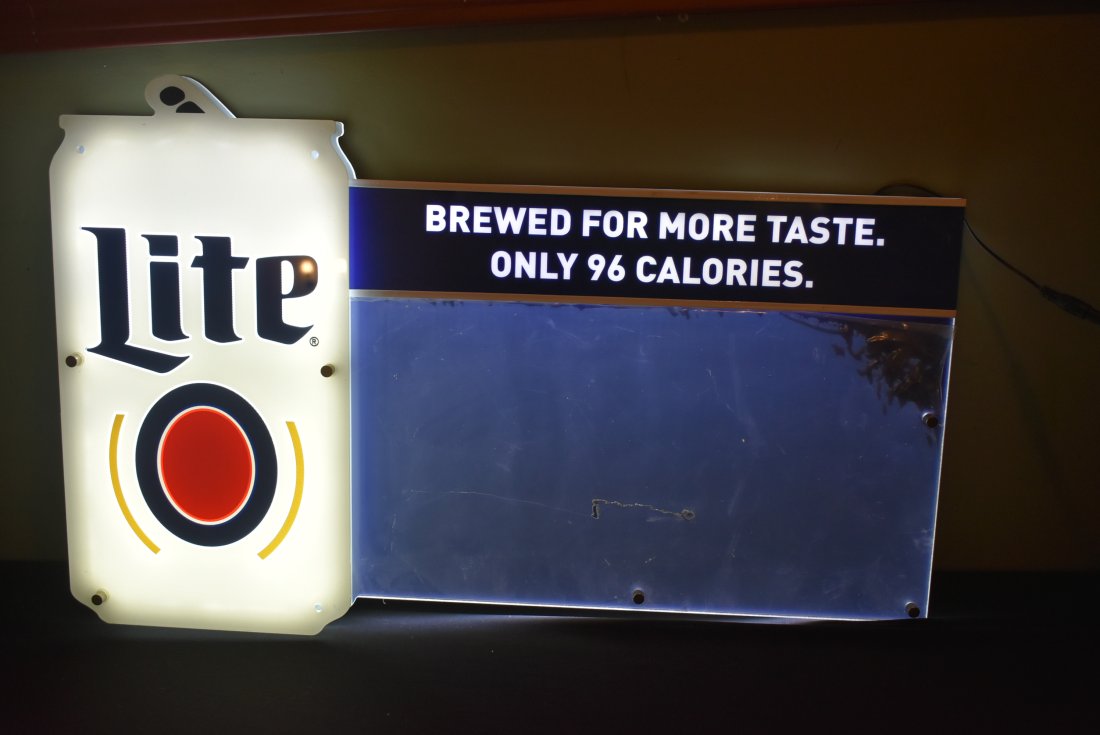 Lite®
BREWED FOR MORE TASTE.
ONLY 96 CALORIES.